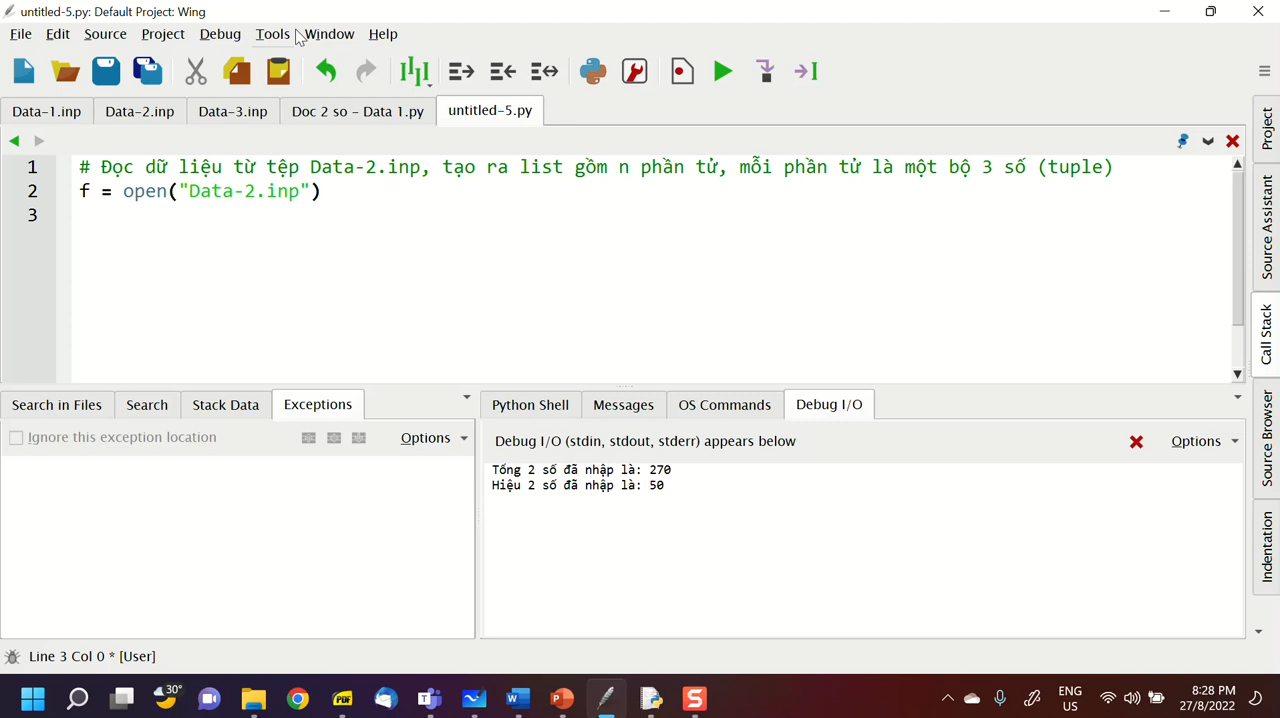 untitled-5.py: Default Project: Wing
File Edit Source Project Debug Tools Window Help
Data-1.inp Data-2.inp Data-3.inp Doc 2 so - Data 1.py untitled-5.py
1 # Đọc dữ liệu từ tệp Data-2.inp, tạo ra list gồm n phần tử, mỗi phần tử là một bộ 3 số (tuple)
2 f = open("Data-2.inp")
3
Project
Source Assistant
Call Stack
Source Browser
Indentation
Search in Files Search Stack Data Exceptions
Ignore this exception location Options
Python Shell Messages OS Commands Debug I/O
Debug I/O (stdin, stdout, stderr) appears below Options
Tổng 2 số đã nhập là: 270
Hiệu 2 số đã nhập là: 50
Line 3 Col 0 * [User]
30°
PDF
ENG
US
8:28 PM
27/8/2022